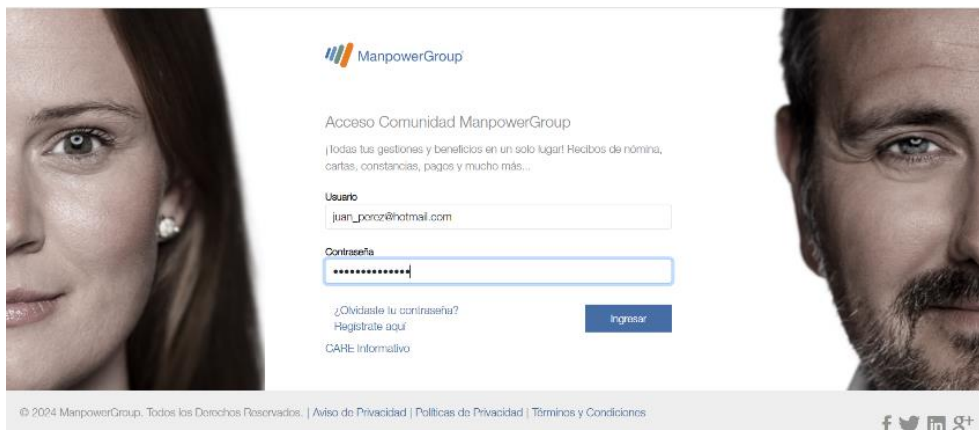 ManpowerGroup
Acceso Comunidad ManpowerGroup
¡Todas tus gestiones y beneficios en un solo lugar! Recibos de nómina,
cartas, constancias, pagos y mucho más...
Usuario
juan_perez@hotmail.com
Contraseña
••••••••••••••
¿Olvidaste tu contraseña?
Regístrate aquí
Ingresar
CARE Informativo
© 2024 ManpowerGroup. Todos los Derechos Reservados. | Aviso de Privacidad | Políticas de Privacidad | Términos y Condiciones